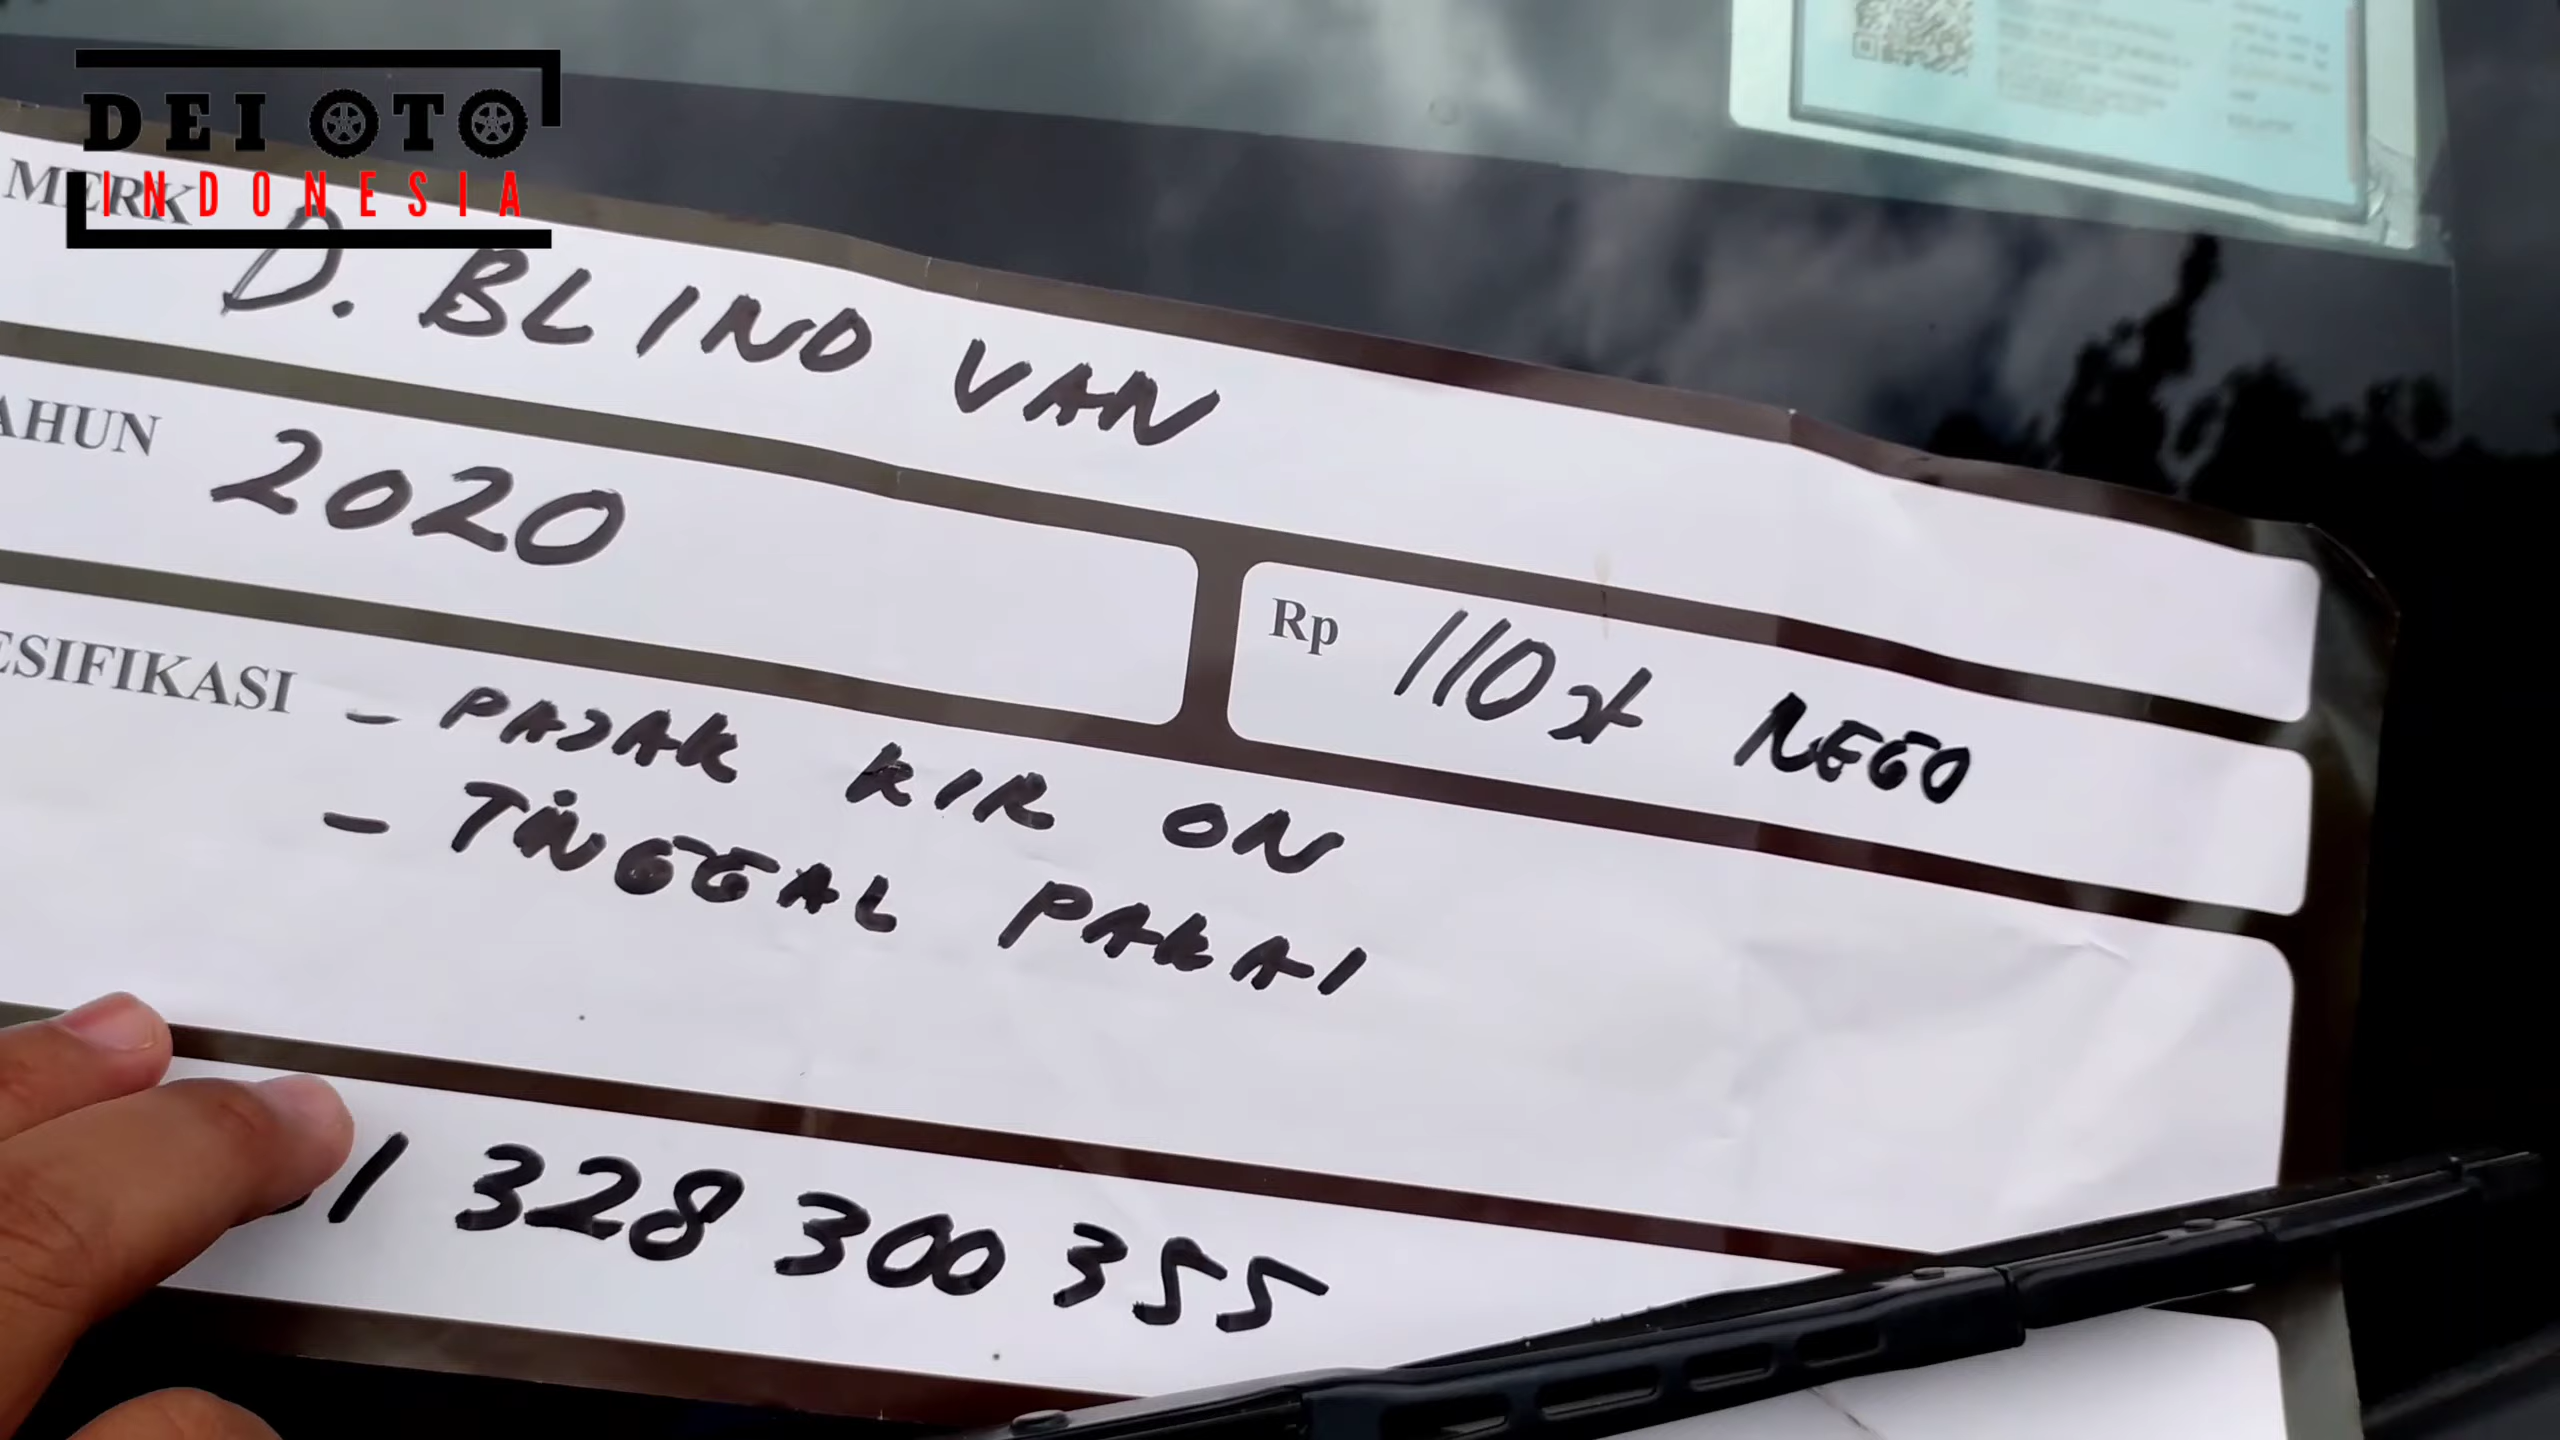 DEI OTO
INDONESIA
MERK D. BLIND VAN
AHUN 2020
Rp 110 jt NEGO
ESIFIKASI - PAJAK KIR ON
- TINGGAL PAKAI
1 328 300 355